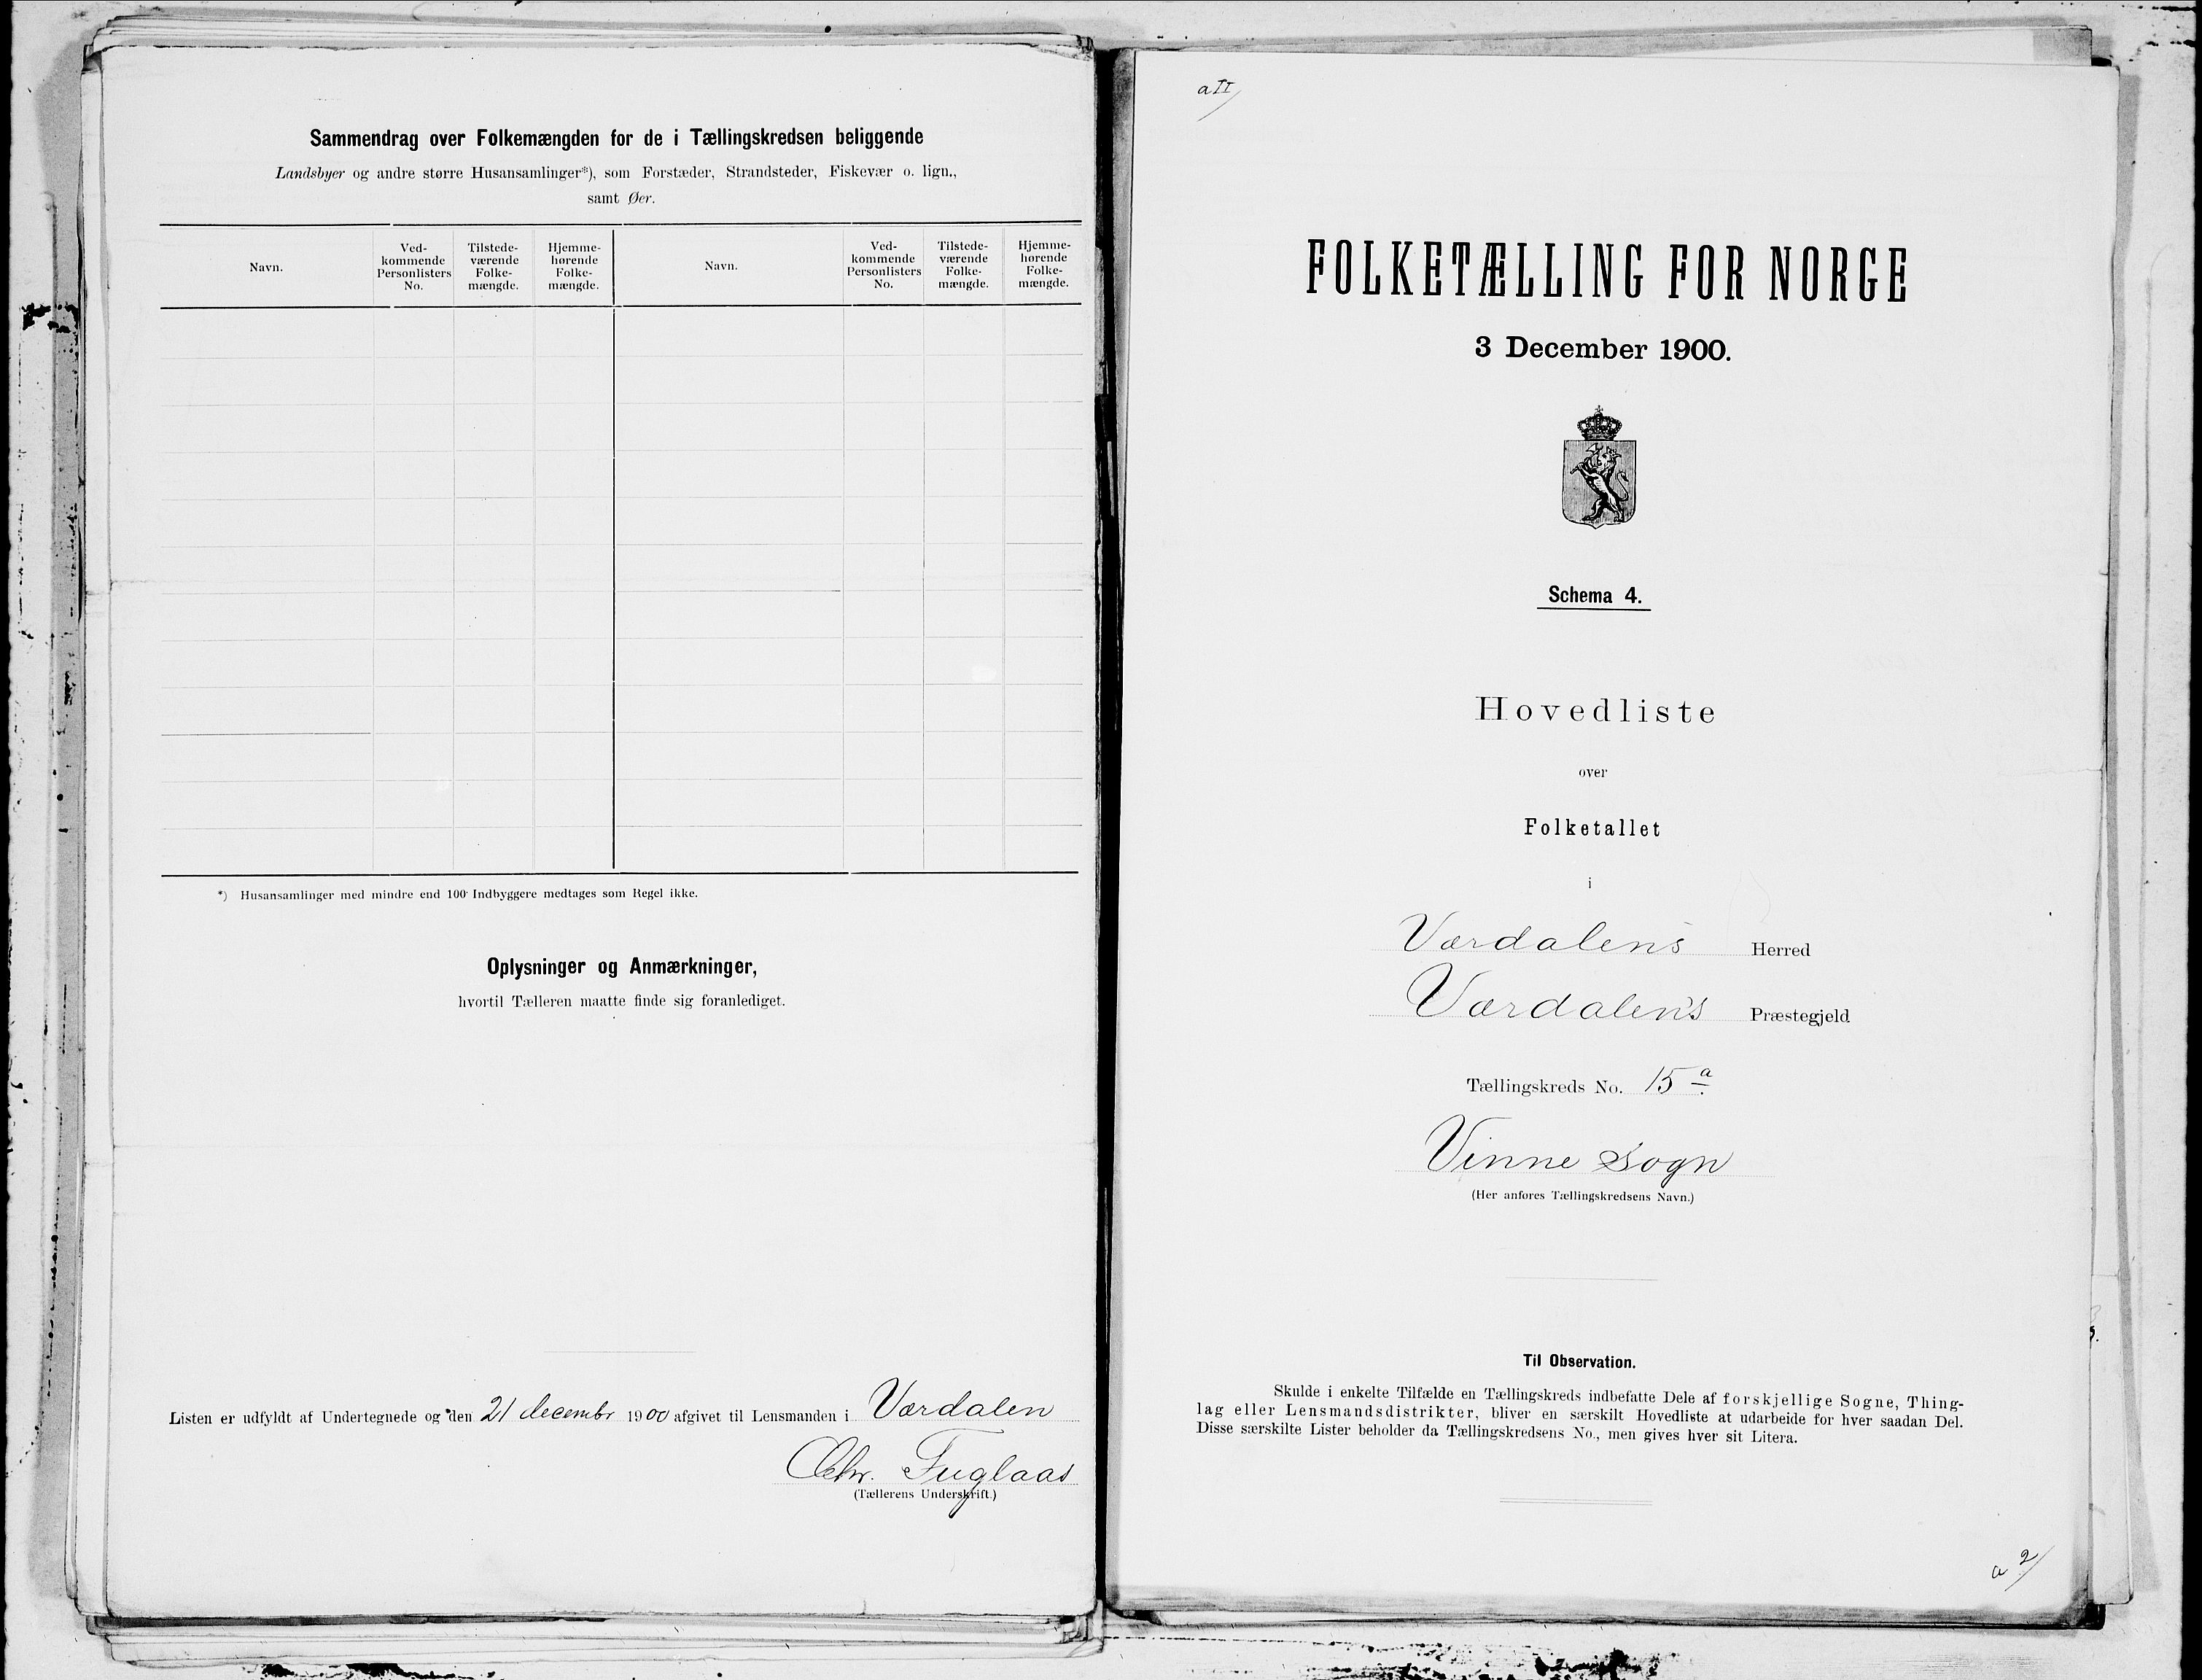 Sammendrag over Folkemængden for de i Tællingskredsen beliggende
Landsbyer og andre større Husansamlinger*), som Forstæder, Strandsteder, Fiskevær o. lign.,
samt Øer.
Navn.
Ved-
kommende
Personlisters
No.
Tilstede-
værende
Folke-
mængde.
Hjemme-
hørende
Folke-
mængde.
Navn.
Ved-
kommende
Personlisters
No.
Tilstede-
værende
Folke-
mængde.
Hjemme-
hørende
Folke-
mængde.
*) Husansamlinger med mindre end 100 Indbyggere medtages som Regel ikke.
Oplysninger og Anmærkninger,
hvortil Tælleren maatte finde sig foranlediget.
Listen er udfyldt af Undertegnede og den 21 decembr 1900 afgivet til Lensmanden i Værdalen
Chr. Fuglaas
(Tællerens Underskrift.)
a II/
FOLKETÆLLING FOR NORGE
3 December 1900.
Schema 4.
Hovedliste
over
Folketallet
i
Værdalens Herred
Værdalens Præstegjeld
Tællingskreds No. 15 a.
Vinne Sogn
(Her anføres Tællingskredsens Navn.)
Til Observation.
Skulde i enkelte Tilfælde en Tællingskreds indbefatte Dele af forskjellige Sogne, Thing-
lag eller Lensmandsdistrikter, bliver en særskilt Hovedliste at udarbeide for hver saadan Del.
Disse særskilte Lister beholder da Tællingskredsens No., men gives hver sit Litera.
a 2/